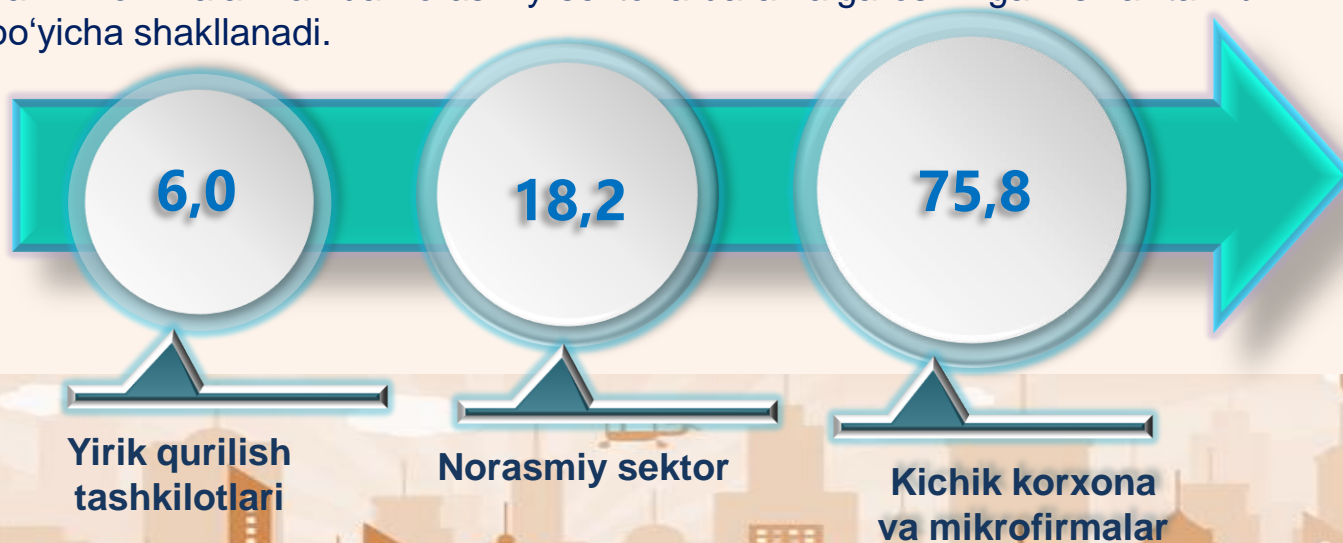 bo‘yicha shakllanadi.
6,0
18,2
75,8
Yirik qurilish
tashkilotlari
Norasmiy sektor
Kichik korxona
va mikrofirmalar